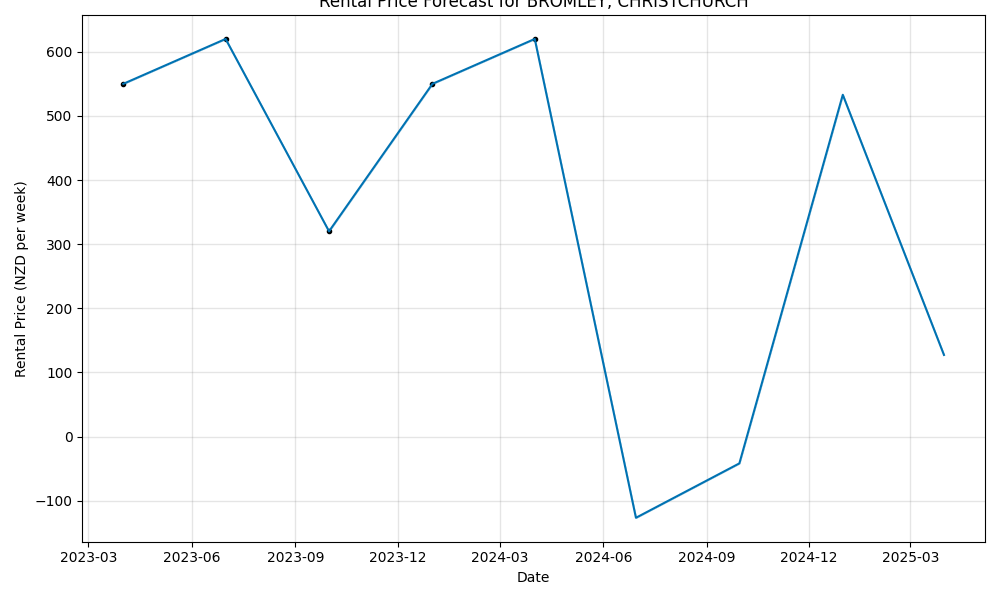 Rental Price Forecast for BROMLEY, CHRISTCHURCH
Rental Price (NZD per week)
600
500
400
300
200
100
0
−100
2023-03 2023-06 2023-09 2023-12 2024-03 2024-06 2024-09 2024-12 2025-03
Date